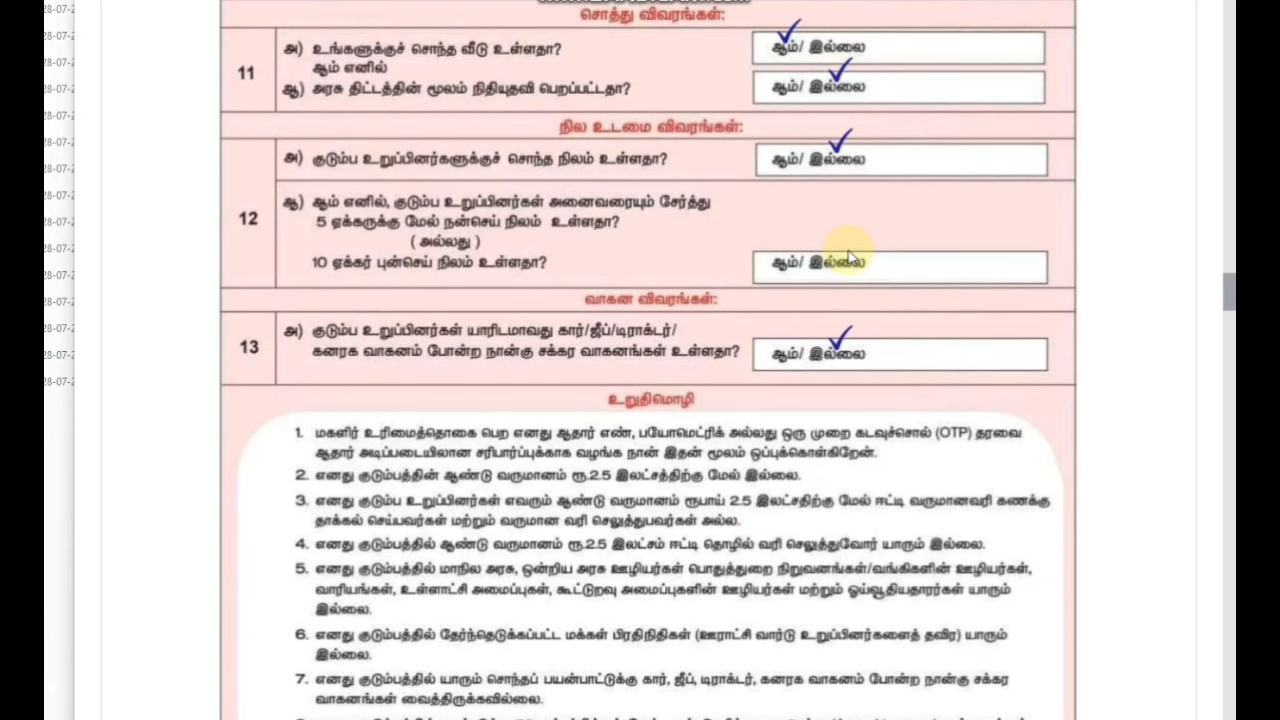 சொத்து விவரங்கள்:
11
அ) உங்களுக்குச் சொந்த வீடு உள்ளதா?
ஆம்/ இல்லை
ஆம் எனில்
ஆ) அரசு திட்டத்தின் மூலம் நிதியுதவி பெறப்பட்டதா?
ஆம்/ இல்லை
நில உடமை விவரங்கள்:
அ) குடும்ப உறுப்பினர்களுக்குச் சொந்த நிலம் உள்ளதா?
ஆம்/ இல்லை
12
ஆ) ஆம் எனில், குடும்ப உறுப்பினர்கள் அனைவரையும் சேர்த்து
5 ஏக்கருக்கு மேல் நன்செய் நிலம் உள்ளதா?
( அல்லது )
10 ஏக்கர் புன்செய் நிலம் உள்ளதா?
ஆம்/ இல்லை
வாகன விவரங்கள்:
13
அ) குடும்ப உறுப்பினர்கள் யாரிடமாவது கார்/ஜீப்/டிராக்டர்/
கனரக வாகனம் போன்ற நான்கு சக்கர வாகனங்கள் உள்ளதா?
ஆம்/ இல்லை
உறுதிமொழி
1. மகளிர் உரிமைத்தொகை பெற எனது ஆதார் எண், பயோமெட்ரிக் அல்லது ஒரு முறை கடவுச்சொல் (OTP) தரவை
ஆதார் அடிப்படையிலான சரிபார்ப்புக்காக வழங்க நான் இதன் மூலம் ஒப்புக்கொள்கிறேன்.
2. எனது குடும்பத்தின் ஆண்டு வருமானம் ரூ.2.5 இலட்சத்திற்கு மேல் இல்லை.
3. எனது குடும்ப உறுப்பினர்கள் எவரும் ஆண்டு வருமானம் ரூபாய் 2.5 இலட்சதிற்கு மேல் ஈட்டி வருமானவரி கணக்கு
தாக்கல் செய்பவர்கள் மற்றும் வருமான வரி செலுத்துபவர்கள் அல்ல.
4. எனது குடும்பத்தில் ஆண்டு வருமானம் ரூ.2.5 இலட்சம் ஈட்டி தொழில் வரி செலுத்துவோர் யாரும் இல்லை.
5. எனது குடும்பத்தில் மாநில அரசு, ஒன்றிய அரசு ஊழியர்கள் பொதுத்துறை நிறுவனங்கள்/வங்கிகளின் ஊழியர்கள்,
வாரியங்கள், உள்ளாட்சி அமைப்புகள், கூட்டுறவு அமைப்புகளின் ஊழியர்கள் மற்றும் ஓய்வூதியதாரர்கள் யாரும்
இல்லை.
6. எனது குடும்பத்தில் தேர்ந்தெடுக்கப்பட்ட மக்கள் பிரதிநிதிகள் (ஊராட்சி வார்டு உறுப்பினர்களைத் தவிர) யாரும்
இல்லை.
7. எனது குடும்பத்தில் யாரும் சொந்தப் பயன்பாட்டுக்கு கார், ஜீப், டிராக்டர், கனரக வாகனம் போன்ற நான்கு சக்கர
வாகனங்கள் வைத்திருக்கவில்லை.